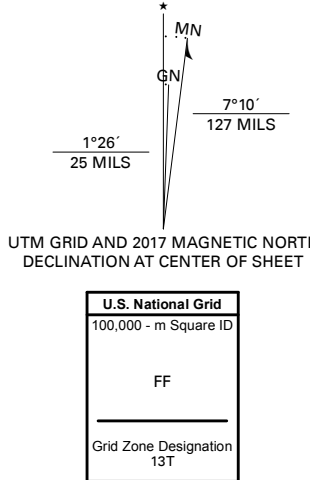 ★
MN
GN
1°26´
25 MILS
7°10´
127 MILS
UTM GRID AND 2017 MAGNETIC NORTH
DECLINATION AT CENTER OF SHEET
U.S. National Grid
100,000 - m Square ID
FF
Grid Zone Designation
13T